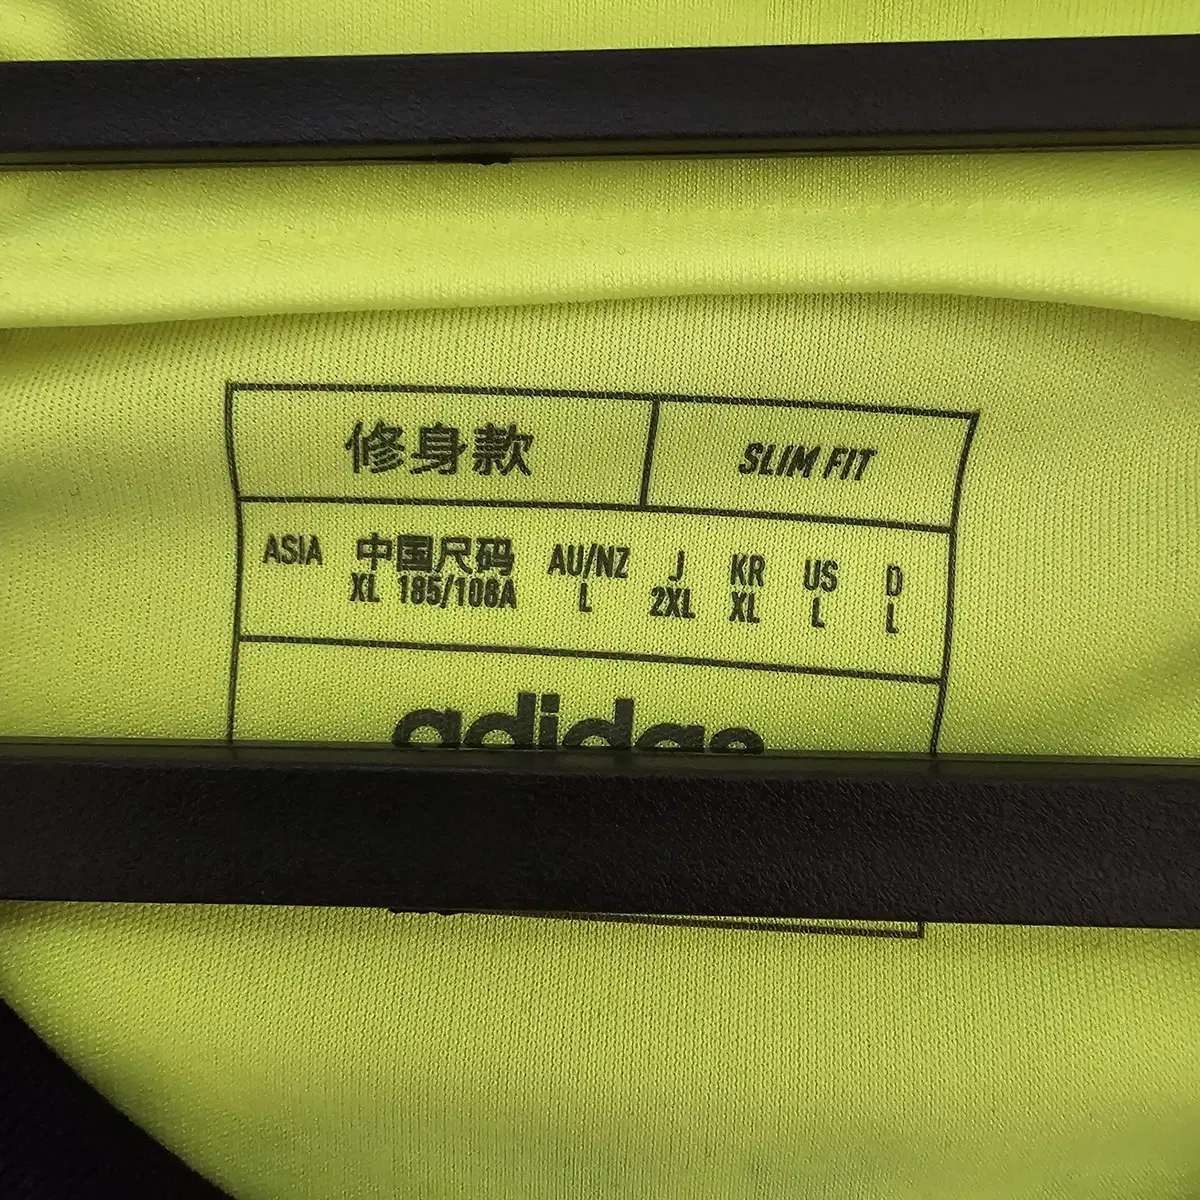 修身款 SLIM FIT
ASIA 中国尺码 AU/NZ J KR US D
XL 185/108A L 2XL XL L L
adidas